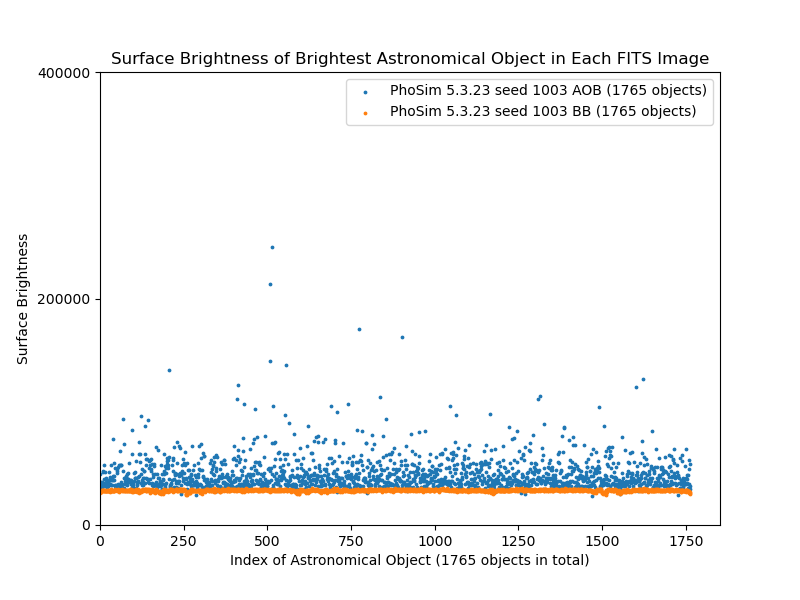 Surface Brightness of Brightest Astronomical Object in Each FITS Image
400000
200000
0
Surface Brightness
PhoSim 5.3.23 seed 1003 AOB (1765 objects)
PhoSim 5.3.23 seed 1003 BB (1765 objects)
0 250 500 750 1000 1250 1500 1750
Index of Astronomical Object (1765 objects in total)